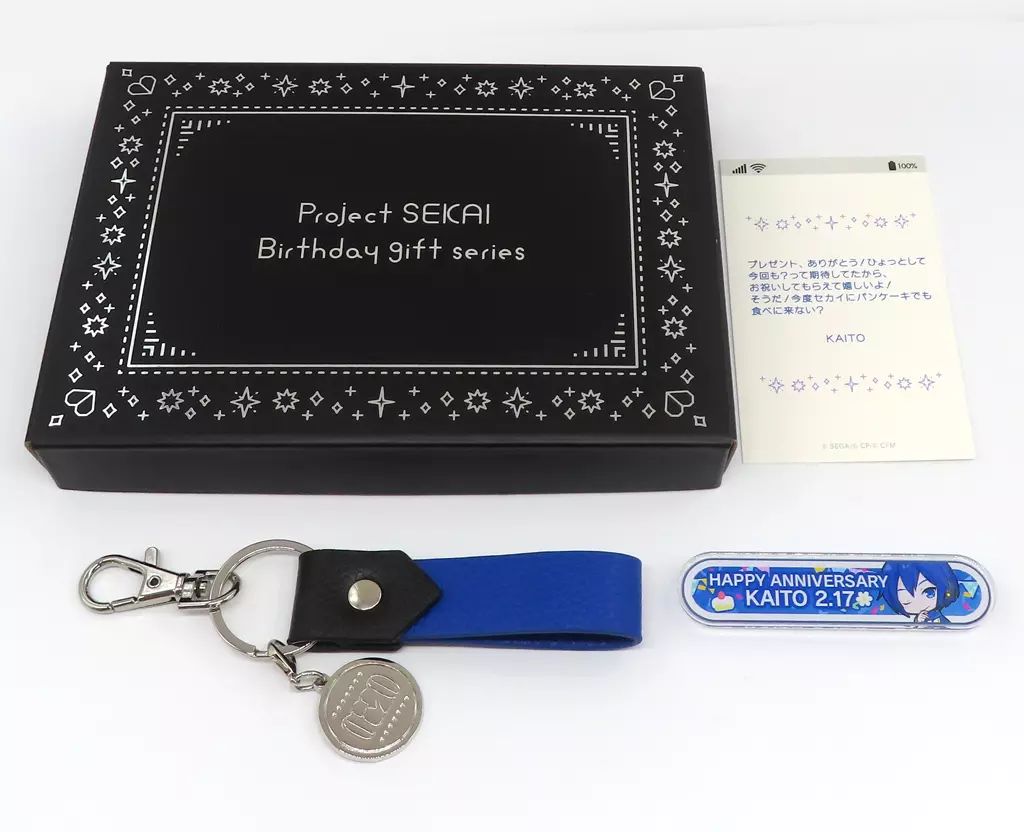 Project SEKAI
Birthday gift series
100%
プレゼント、ありがとう！ひょっとして
今回も？って期待してたから、
お祝いしてもらえて嬉しいよ！
そうだ！今度セカイにパンケーキでも
食べに来ない？
KAITO
© SEGA/© CP/© CFM
HAPPY ANNIVERSARY
KAITO 2.17